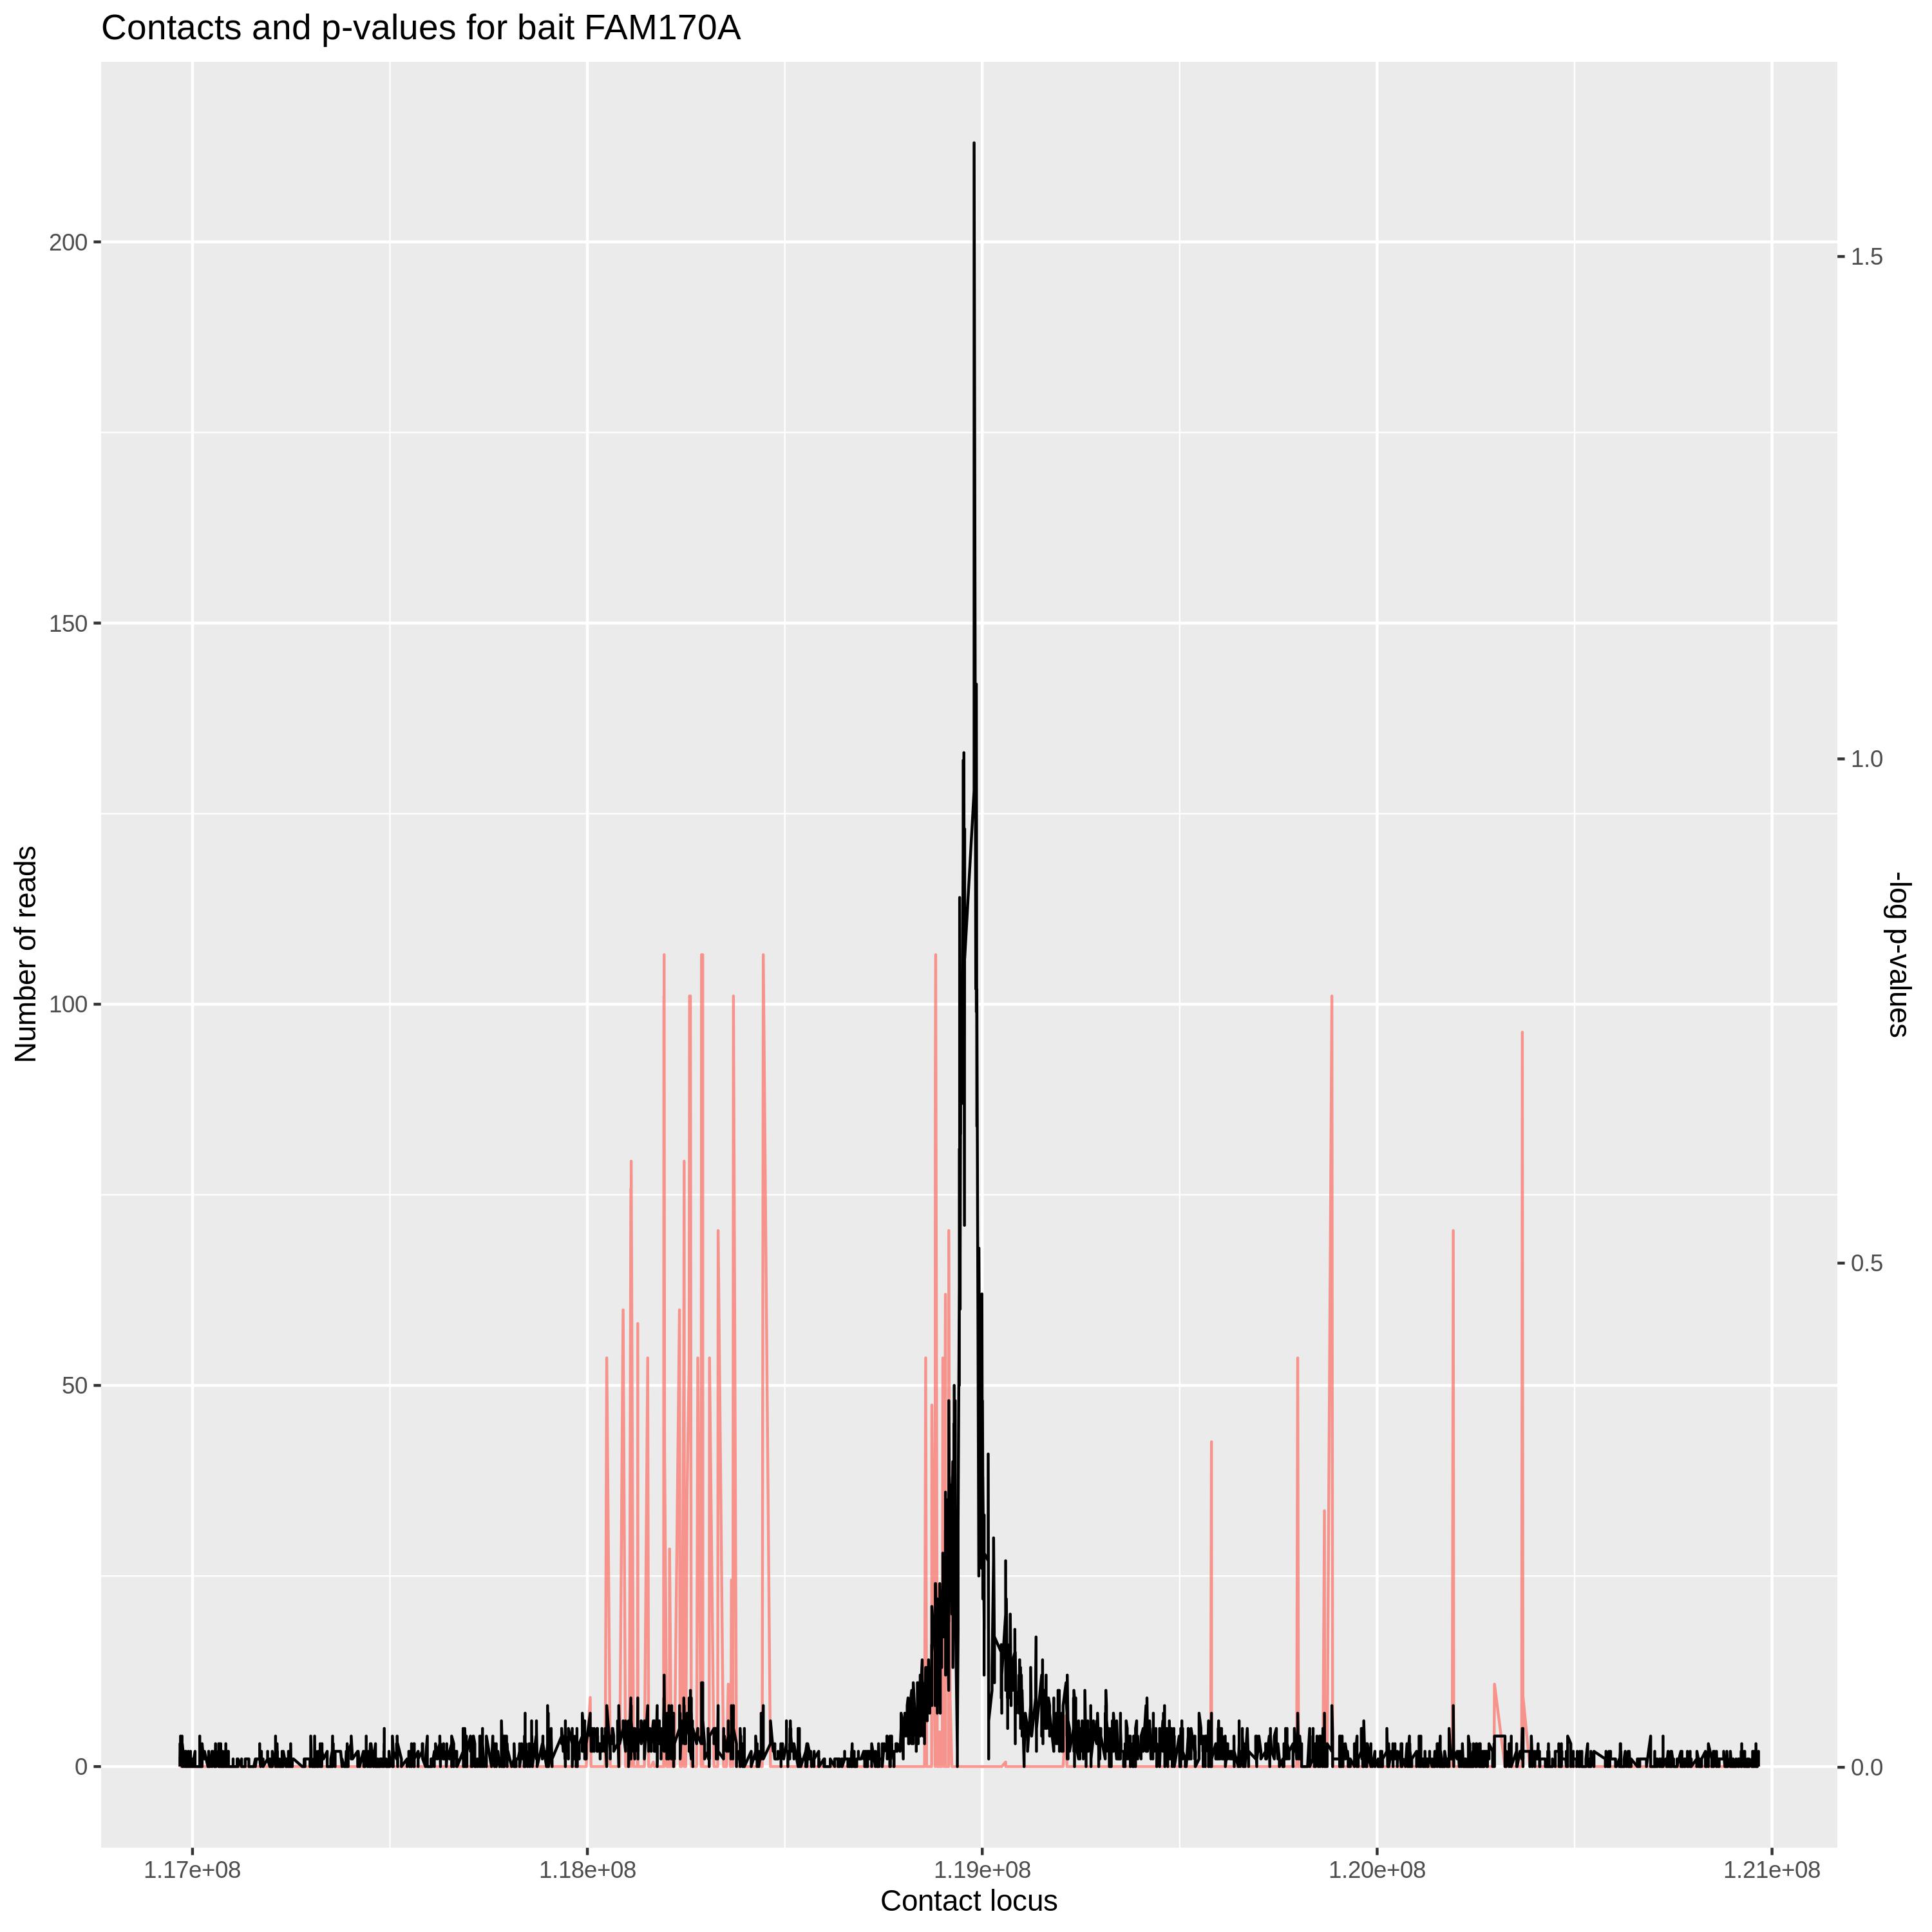 Contacts and p-values for bait FAM170A
200
150
100
50
0
Number of reads
1.5
1.0
0.5
0.0
-log p-values
1.17e+08
1.18e+08
1.19e+08
1.20e+08
1.21e+08
Contact locus